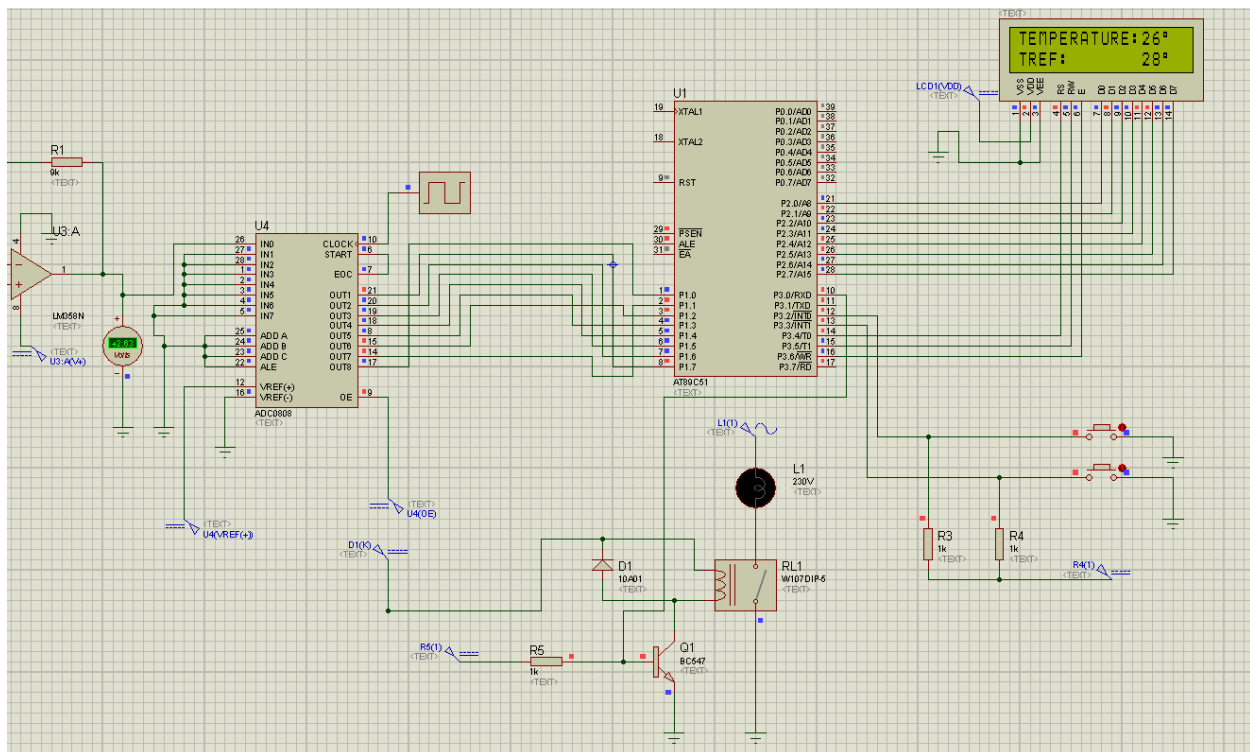 <TEXT>
TEMPERATURE:26°
TREF: 28°
LCD1(VDD)
<TEXT>
VSS VDD VEE RS RW E D0 D1 D2 D3 D4 D5 D6 D7
1 2 3 4 5 6 7 8 9 10 11 12 13 14
R1
9k
<TEXT>
U3:A
4
1
8
LM358N
<TEXT>
<TEXT>
U3:A(V+)
+2.63
Volts
+
-
U4
26 IN0
27 IN1
28 IN2
1 IN3
2 IN4
3 IN5
4 IN6
5 IN7
25 ADD A
24 ADD B
23 ADD C
22 ALE
12 VREF(+)
16 VREF(-)
CLOCK 10
START 6
EOC 7
OUT1 21
OUT2 20
OUT3 19
OUT4 18
OUT5 8
OUT6 15
OUT7 14
OUT8 17
OE 9
ADC0808
<TEXT>
U1
19 XTAL1
18 XTAL2
9 RST
29 PSEN
30 ALE
31 EA
1 P1.0
2 P1.1
3 P1.2
4 P1.3
5 P1.4
6 P1.5
7 P1.6
8 P1.7
P0.0/AD0 39
P0.1/AD1 38
P0.2/AD2 37
P0.3/AD3 36
P0.4/AD4 35
P0.5/AD5 34
P0.6/AD6 33
P0.7/AD7 32
P2.0/A8 21
P2.1/A9 22
P2.2/A10 23
P2.3/A11 24
P2.4/A12 25
P2.5/A13 26
P2.6/A14 27
P2.7/A15 28
P3.0/RXD 10
P3.1/TXD 11
P3.2/INT0 12
P3.3/INT1 13
P3.4/T0 14
P3.5/T1 15
P3.6/WR 16
P3.7/RD 17
AT89C51
<TEXT>
L1(1)
<TEXT>
L1
230V
<TEXT>
<TEXT>
U4(VREF(+))
<TEXT>
U4(OE)
D1(K)
<TEXT>
D1
10A01
<TEXT>
RL1
W107DIP-5
<TEXT>
R3
1k
<TEXT>
R4
1k
<TEXT>
R4(1)
<TEXT>
R5(1)
<TEXT>
R5
1k
<TEXT>
Q1
BC547
<TEXT>